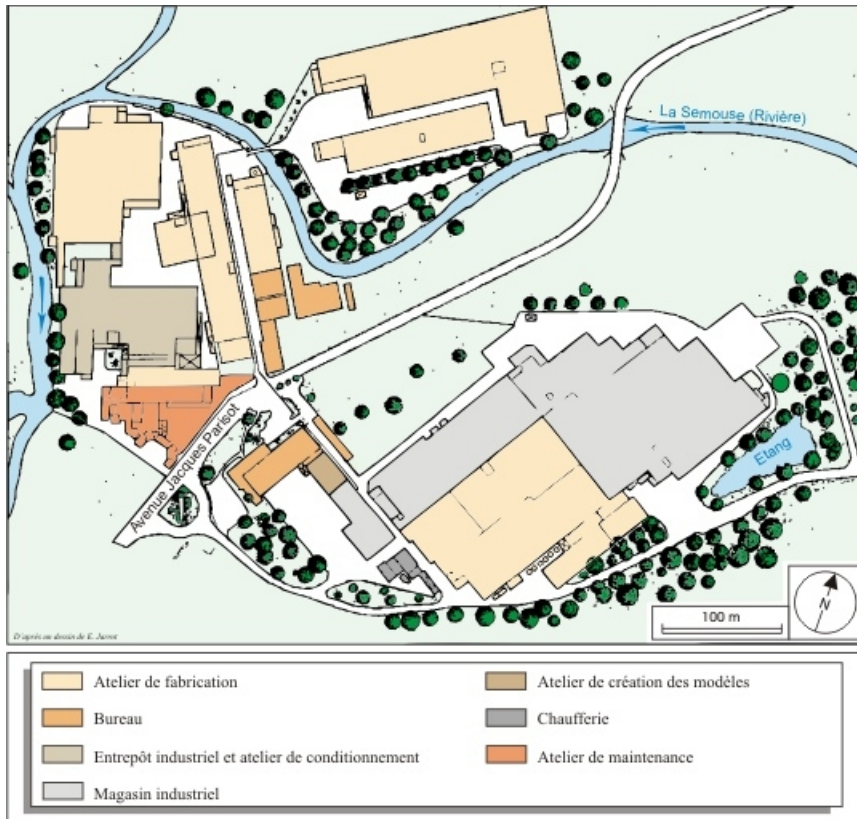 La Semouse (Rivière)
Avenue Jacques Parisot
Etang
100 m
N
D'après un dessin de E. Jarrot
Atelier de fabrication
Atelier de création des modèles
Bureau
Chaufferie
Entrepôt industriel et atelier de conditionnement
Atelier de maintenance
Magasin industriel